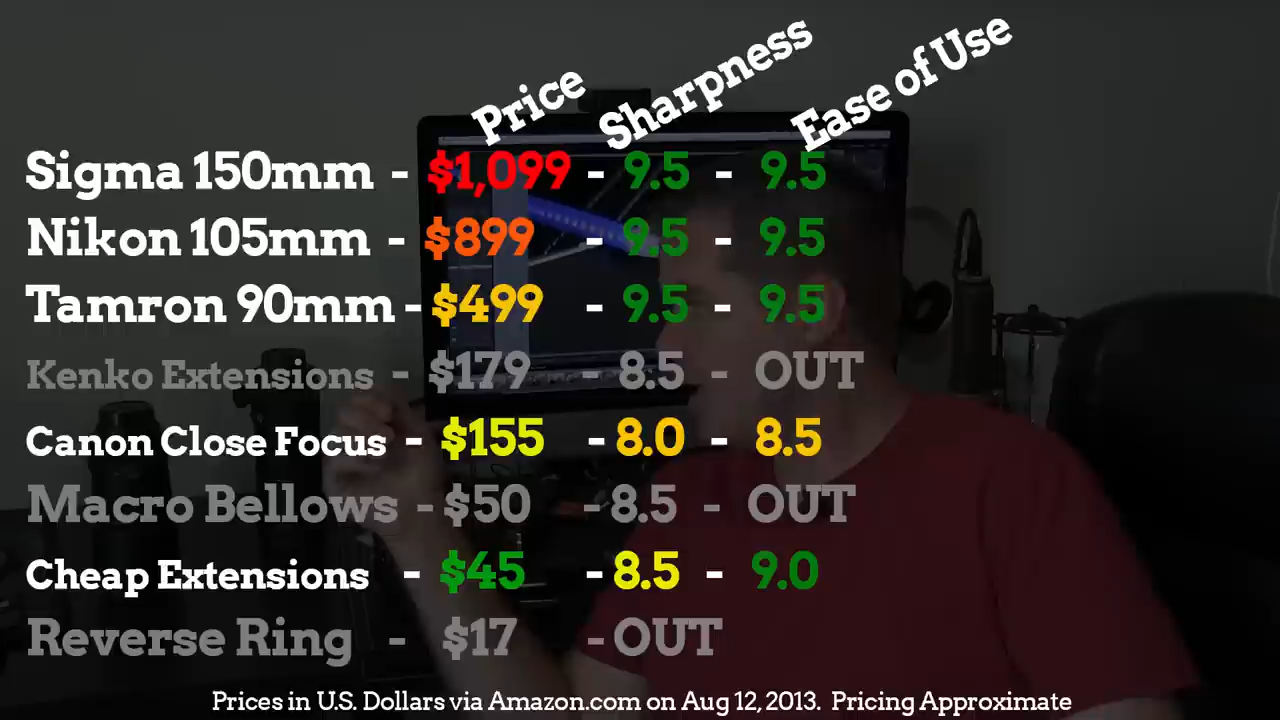 Price Sharpness Ease of Use
Sigma 150mm - $1,099 - 9.5 - 9.5
Nikon 105mm - $899 - 9.5 - 9.5
Tamron 90mm - $499 - 9.5 - 9.5
Kenko Extensions - $179 - 8.5 - OUT
Canon Close Focus - $155 - 8.0 - 8.5
Macro Bellows - $50 - 8.5 - OUT
Cheap Extensions - $45 - 8.5 - 9.0
Reverse Ring - $17 - OUT
Prices in U.S. Dollars via Amazon.com on Aug 12, 2013. Pricing Approximate